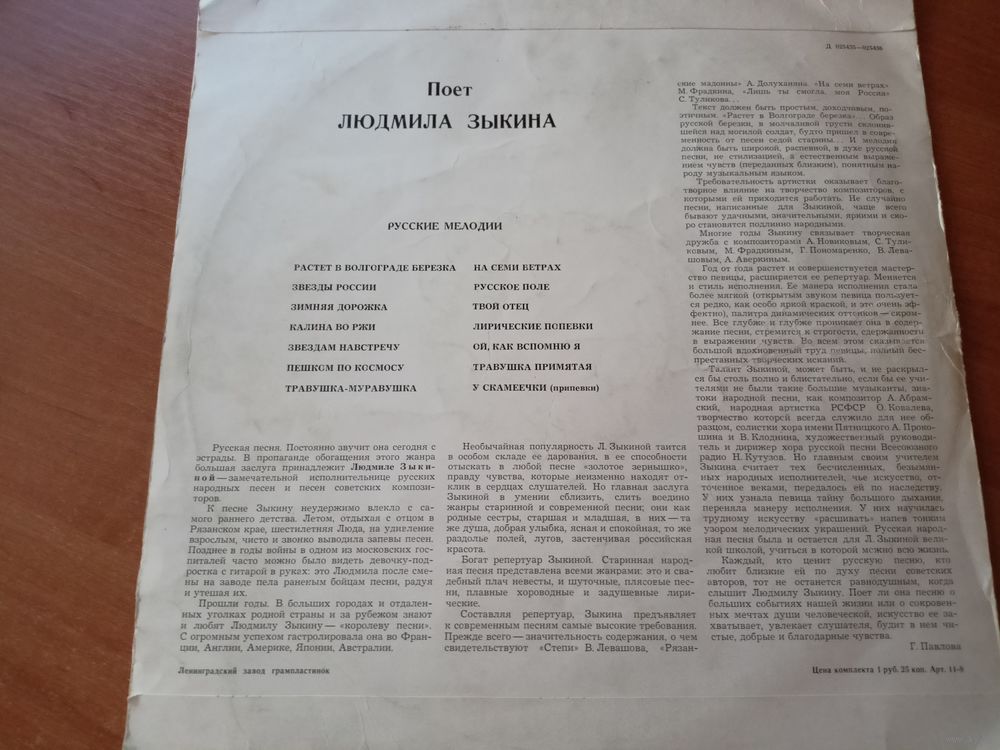 Д 025435—025436
Поет
ЛЮДМИЛА ЗЫКИНА
РУССКИЕ МЕЛОДИИ
РАСТЕТ В ВОЛГОГРАДЕ БЕРЕЗКА
ЗВЕЗДЫ РОССИИ
ЗИМНЯЯ ДОРОЖКА
КАЛИНА ВО РЖИ
ЗВЕЗДАМ НАВСТРЕЧУ
ПЕШКОМ ПО КОСМОСУ
ТРАВУШКА-МУРАВУШКА
НА СЕМИ ВЕТРАХ
РУССКОЕ ПОЛЕ
ТВОЙ ОТЕЦ
ЛИРИЧЕСКИЕ ПОПЕВКИ
ОЙ, КАК ВСПОМНЮ Я
ТРАВУШКА ПРИМЯТАЯ
У СКАМЕЕЧКИ (припевки)
Русская песня. Постоянно звучит она сегодня с
эстрады. В пропаганде обогащения этого жанра
большая заслуга принадлежит Людмиле Зыки-
ной — замечательной исполнительнице русских
народных песен и песен советских компози-
торов.
К песне Зыкину неудержимо влекло с са-
мого раннего детства. Летом, отдыхая с отцом в
Рязанском крае, шестилетняя Люда, на удивление
взрослым, чисто и звонко выводила запевы песен.
Позднее в годы войны в одном из московских гос-
питалей часто можно было видеть девочку-под-
ростка с гитарой в руках: это Людмила после сме-
ны на заводе пела раненым бойцам песни, радуя
и утешая их.
Прошли годы. В больших городах и отдален-
ных уголках родной страны и за рубежом знают
и любят Людмилу Зыкину — «королеву песни».
С огромным успехом гастролировала она во Фран-
ции, Англии, Америке, Японии, Австралии.
Необычайная популярность Л. Зыкиной таится
в особом складе ее дарования, в ее способности
отыскать в любой песне «золотое зернышко»,
правду чувства, которые неизменно находят от-
клик в сердцах слушателей. Но главная заслуга
Зыкиной в умении сблизить, слить воедино
жанры старинной и современной песни; они как
родные сестры, старшая и младшая, в них — та
же душа, добрая улыбка, ясная и спокойная, то же
раздолье полей, лугов, застенчивая российская
красота.
Богат репертуар Зыкиной. Старинная народ-
ная песня представлена всеми жанрами: это и сва-
дебный плач невесты, и шуточные, плясовые пес-
ни, плавные хороводные и задушевные лири-
ческие.
Составляя репертуар, Зыкина предъявляет
к современным песням самые высокие требования.
Прежде всего — значительность содержания, о чем
свидетельствуют «Степи» В. Левашова, «Рязан-
ские мадонны» А. Долуханяна, «На семи ветрах»
М. Фрадкина, «Лишь ты смогла, моя Россия»
С. Туликова...
Текст должен быть простым, доходчивым, по-
этичным. «Растет в Волгограде березка»... Образ
русской березки, в молчаливой грусти склонив-
шейся над могилой солдат, будто пришел в совре-
менность от песен седой старины... И мелодия
должна быть широкой, распевной, в духе русской
песни, не стилизацией, а естественным выраже-
нием чувств (переданных близким), понятным на-
роду музыкальным языком.
Требовательность артистки оказывает благо-
творное влияние на творчество композиторов, с
которыми ей приходится работать. Не случайно
песни, написанные для Зыкиной, чаще всего
бывают удачными, значительными, яркими и ско-
ро становятся подлинно народными.
Многие годы Зыкину связывает творческая
дружба с композиторами А. Новиковым, С. Тули-
ковым, М. Фрадкиным, Г. Пономаренко, В. Лева-
шовым, А. Аверкиным.
Год от года растет и совершенствуется мастер-
ство певицы, расширяется ее репертуар. Меняется
и стиль исполнения. Ее манера исполнения стала
более мягкой (открытым звуком певица пользует-
ся редко, как особо яркой краской, и это очень эф-
фектно), палитра динамических оттенков — скром-
нее. Все глубже и глубже проникает она в содер-
жание песни, стремится к строгости, сдержанности
в выражении чувств. Во всем этом сказывается
большой вдохновенный труд певицы, полный бес-
престанных творческих исканий.
Талант Зыкиной, может быть, и не раскрыл-
ся бы столь полно и блистательно, если бы ее учи-
телями не были такие большие музыканты, зна-
токи народной песни, как композитор А. Абрам-
ский, народная артистка РСФСР О. Ковалева,
творчество которой всегда служило для нее об-
разцом, солистки хора имени Пятницкого А. Проко-
шина и В. Клоднина, художественный руководи-
тель и дирижер хора русской песни Всесоюзного
радио Н. Кутузов. Но главным своим учителем
Зыкина считает тех бесчисленных, безымян-
ных народных исполнителей, чье искусство, от-
точенное веками, передалось ей по наследству.
У них узнала певица тайну большого дыхания,
переняла манеру исполнения. У них научилась
трудному искусству «расшивать» напев тонким
узором мелодических украшений. Русская народ-
ная песня была и остается для Л. Зыкиной вели-
кой школой, учиться в которой можно всю жизнь.
Каждый, кто ценит русскую песню, кто
любит близкие ей по духу песни советских
авторов, тот не останется равнодушным, когда
слышит Людмилу Зыкину. Поет ли она песню о
больших событиях нашей жизни или о сокровен-
ных мечтах души человеческой, искусство ее за-
хватывает, увлекает слушателя, будит в нем чи-
стые, добрые и благодарные чувства.
Г. Павлова
Ленинградский завод грампластинок
Цена комплекта 1 руб. 25 коп. Арт. 11-8